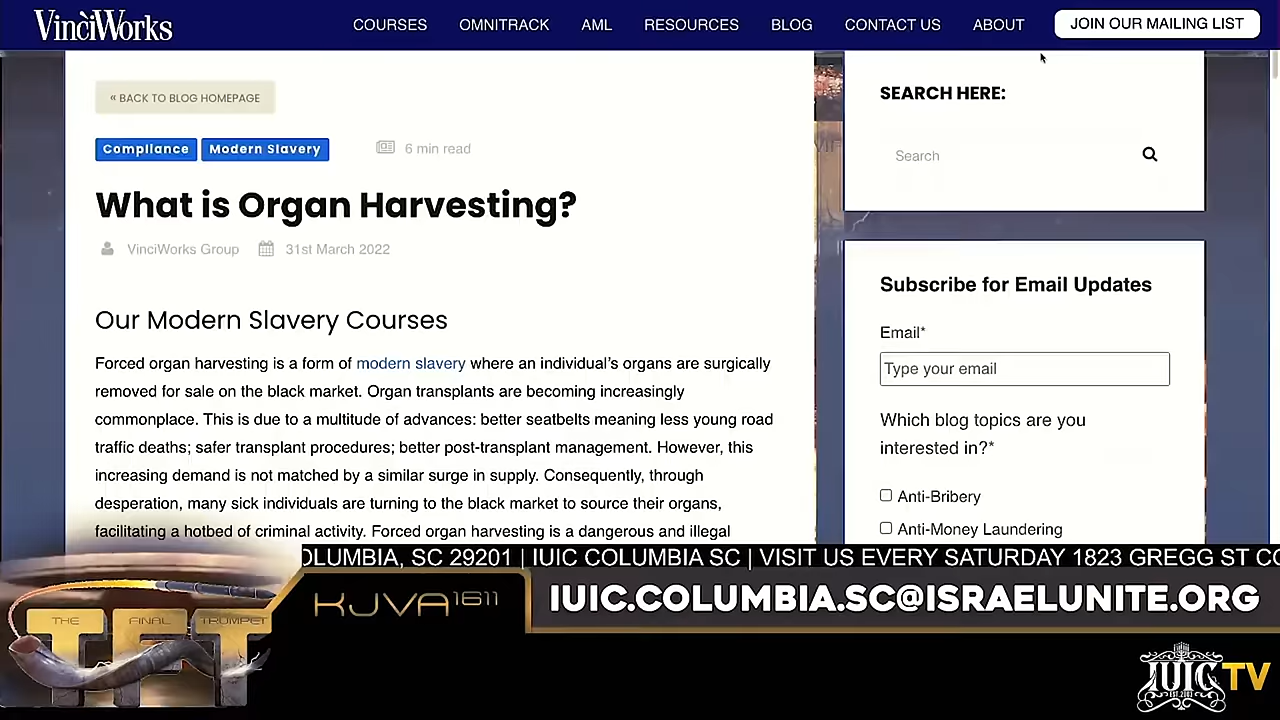 VinciWorks
COURSES OMNITRACK AML RESOURCES BLOG CONTACT US ABOUT JOIN OUR MAILING LIST
« BACK TO BLOG HOMEPAGE
Compliance Modern Slavery 6 min read
What is Organ Harvesting?
VinciWorks Group 31st March 2022
Our Modern Slavery Courses
Forced organ harvesting is a form of modern slavery where an individual's organs are surgically
removed for sale on the black market. Organ transplants are becoming increasingly
commonplace. This is due to a multitude of advances: better seatbelts meaning less young road
traffic deaths; safer transplant procedures; better post-transplant management. However, this
increasing demand is not matched by a similar surge in supply. Consequently, through
desperation, many sick individuals are turning to the black market to source their organs,
facilitating a hotbed of criminal activity. Forced organ harvesting is a dangerous and illegal
SEARCH HERE:
Search
Subscribe for Email Updates
Email*
Type your email
Which blog topics are you
interested in?*
Anti-Bribery
Anti-Money Laundering
OLUMBIA, SC 29201 | IUIC COLUMBIA SC | VISIT US EVERY SATURDAY 1823 GREGG ST CO
KJVA1611
IUIC.COLUMBIA.SC@ISRAELUNITE.ORG
THE FINAL TROMPET
TFT
IUIC TV
EST.2003